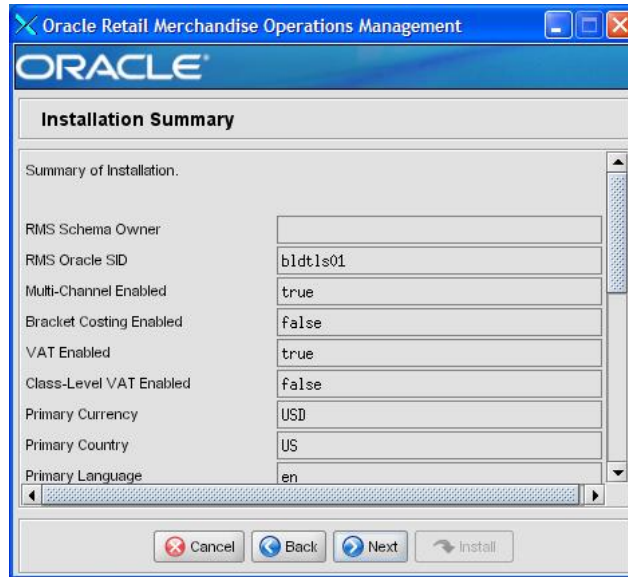 Oracle Retail Merchandise Operations Management
ORACLE
Installation Summary
Summary of Installation.
RMS Schema Owner
RMS Oracle SID bldtls01
Multi-Channel Enabled true
Bracket Costing Enabled false
VAT Enabled true
Class-Level VAT Enabled false
Primary Currency USD
Primary Country US
Primary Language en
Cancel Back Next Install